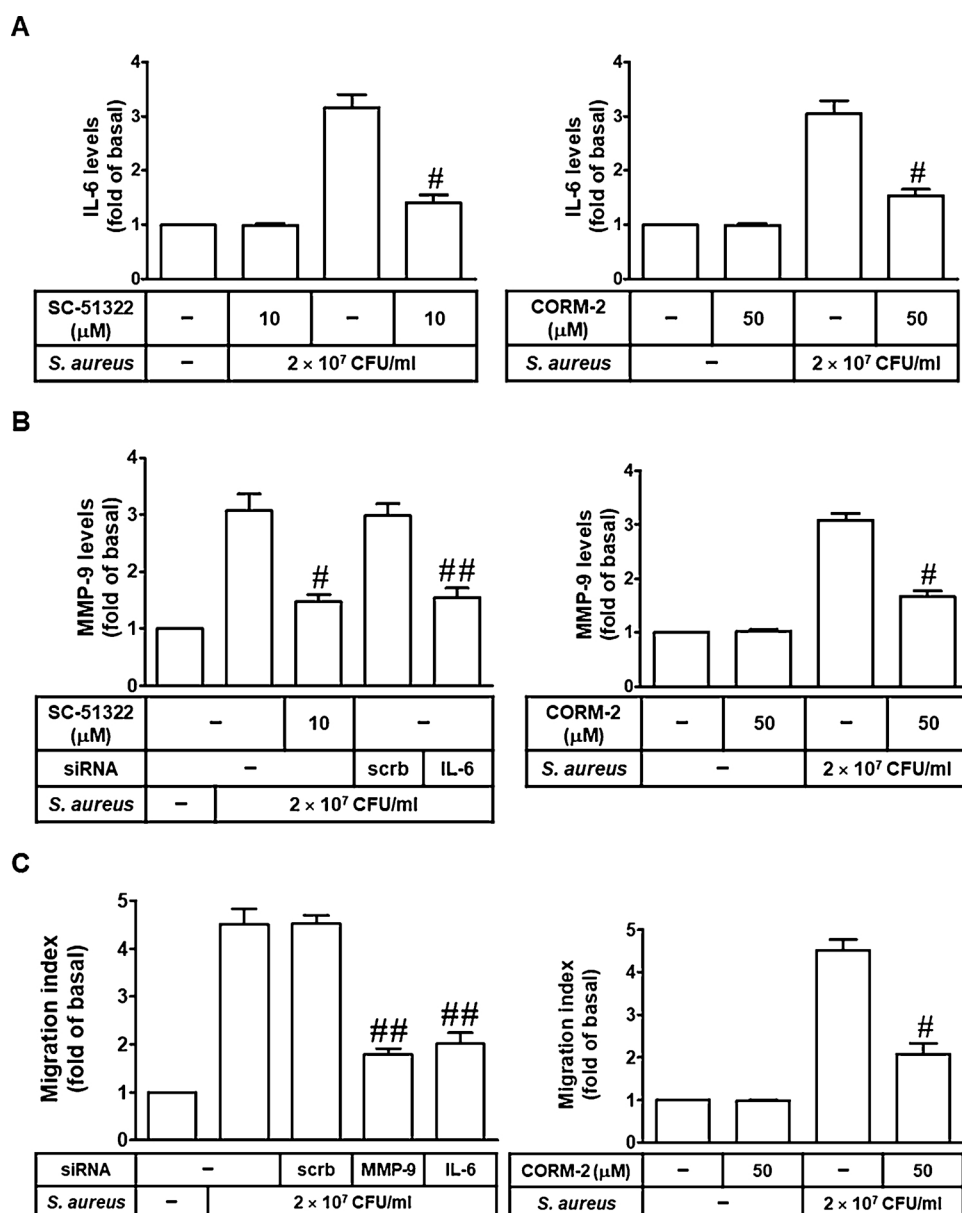 A
IL-6 levels
(fold of basal)
4
3
2
1
0
#
SC-51322
(μM)
–
10
–
10
S. aureus
–
2 × 10⁷ CFU/ml
IL-6 levels
(fold of basal)
4
3
2
1
0
#
CORM-2
(μM)
–
50
–
50
S. aureus
–
2 × 10⁷ CFU/ml
B
MMP-9 levels
(fold of basal)
4
3
2
1
0
#
##
SC-51322
(μM)
–
10
–
siRNA
–
scrb
IL-6
S. aureus
–
2 × 10⁷ CFU/ml
MMP-9 levels
(fold of basal)
4
3
2
1
0
#
CORM-2
(μM)
–
50
–
50
S. aureus
–
2 × 10⁷ CFU/ml
C
Migration index
(fold of basal)
5
4
3
2
1
0
##
##
siRNA
–
scrb
MMP-9
IL-6
S. aureus
–
2 × 10⁷ CFU/ml
Migration index
(fold of basal)
5
4
3
2
1
0
#
CORM-2 (μM)
–
50
–
50
S. aureus
–
2 × 10⁷ CFU/ml